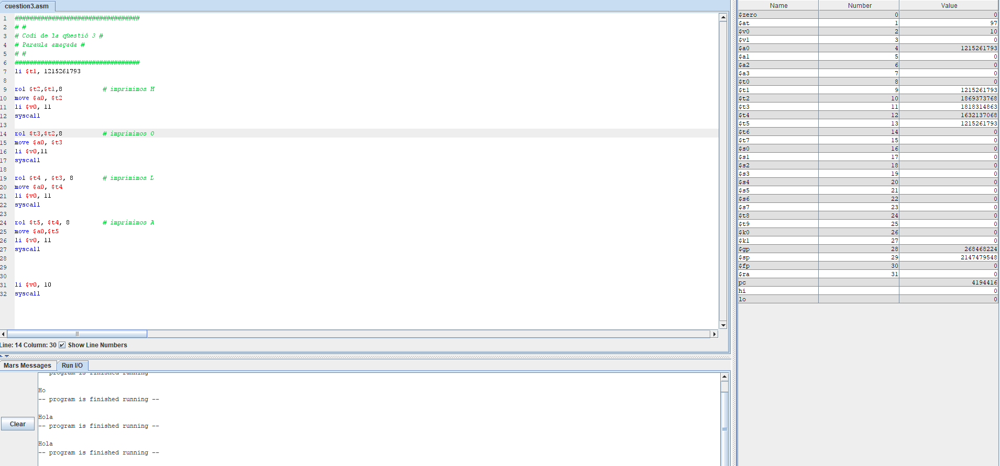 cuestion3.asm
1 ##################################
2 # #
3 # Codi de la qüestió 3 #
4 # Paraula amagada #
5 # #
6 ##################################
7 li $t1, 1215261793
8
9 rol $t2,$t1,8 # imprimimos H
10 move $a0, $t2
11 li $v0, 11
12 syscall
13
14 rol $t3,$t2,8 # imprimimos O
15 move $a0, $t3
16 li $v0,11
17 syscall
18
19 rol $t4 , $t3, 8 # imprimimos L
20 move $a0, $t4
21 li $v0, 11
22 syscall
23
24 rol $t5, $t4, 8 # imprimimos A
25 move $a0,$t5
26 li $v0, 11
27 syscall
28
29
30
31 li $v0, 10
32 syscall
Line: 14 Column: 30 Show Line Numbers
Mars Messages Run I/O
-- program is finished running --
Ho
-- program is finished running --
Hola
-- program is finished running --
Hola
-- program is finished running --
Clear
Name Number Value
$zero 0 0
$at 1 97
$v0 2 10
$v1 3 0
$a0 4 1215261793
$a1 5 0
$a2 6 0
$a3 7 0
$t0 8 0
$t1 9 1215261793
$t2 10 1869373768
$t3 11 1818314863
$t4 12 1632137068
$t5 13 1215261793
$t6 14 0
$t7 15 0
$s0 16 0
$s1 17 0
$s2 18 0
$s3 19 0
$s4 20 0
$s5 21 0
$s6 22 0
$s7 23 0
$t8 24 0
$t9 25 0
$k0 26 0
$k1 27 0
$gp 28 268468224
$sp 29 2147479548
$fp 30 0
$ra 31 0
pc 4194416
hi 0
lo 0